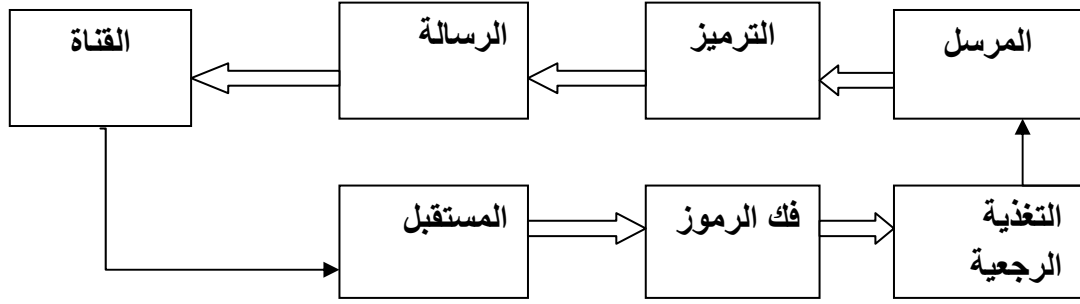 المرسل
الترميز
الرسالة
القناة
المستقبل
فك الرموز
التغذية
الرجعية